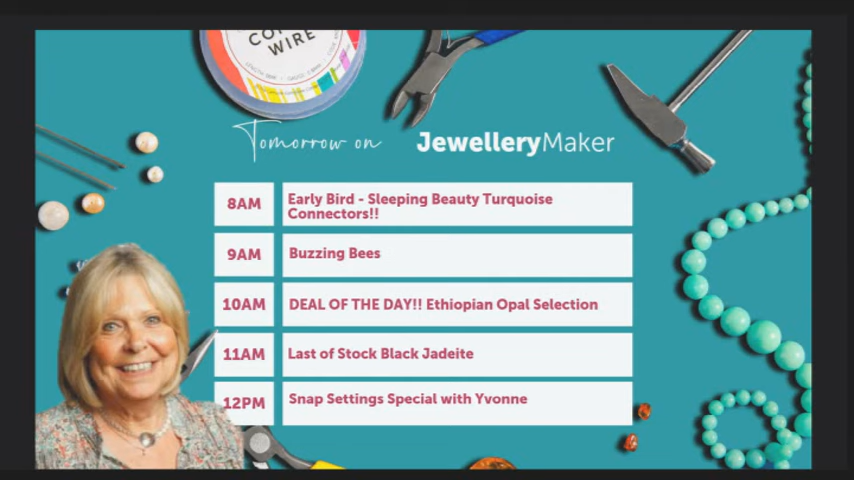 CO
WIRE
Tomorrow on JewelleryMaker
8AM Early Bird - Sleeping Beauty Turquoise
Connectors!!
9AM Buzzing Bees
10AM DEAL OF THE DAY!! Ethiopian Opal Selection
11AM Last of Stock Black Jadeite
12PM Snap Settings Special with Yvonne